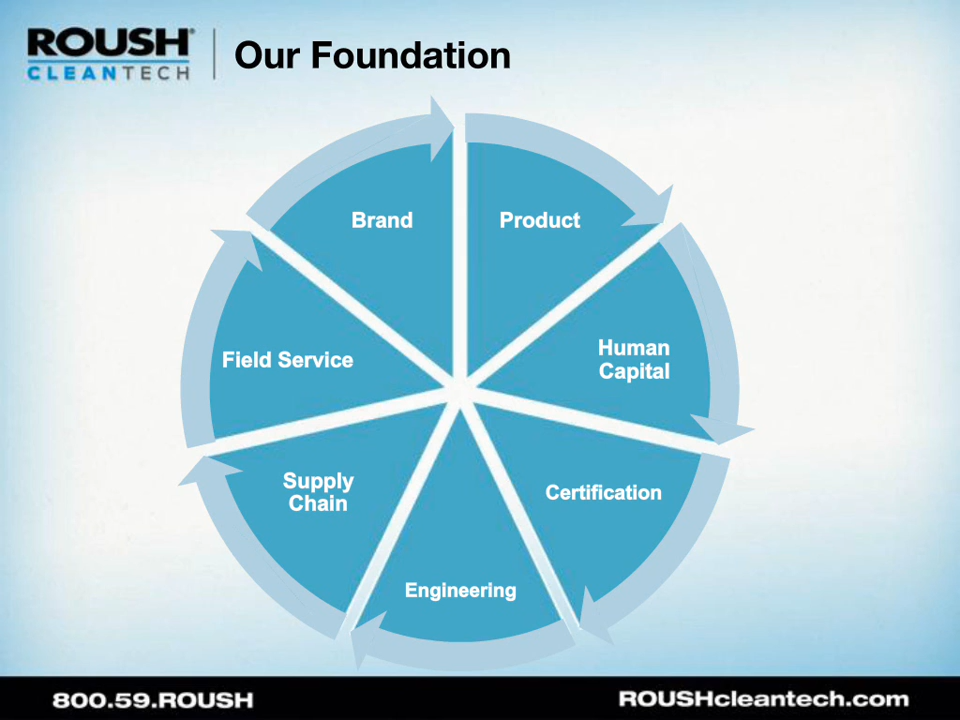 ROUSH®
CLEANTECH
Our Foundation
Brand
Product
Human
Capital
Certification
Engineering
Supply
Chain
Field Service
800.59.ROUSH
ROUSHcleantech.com